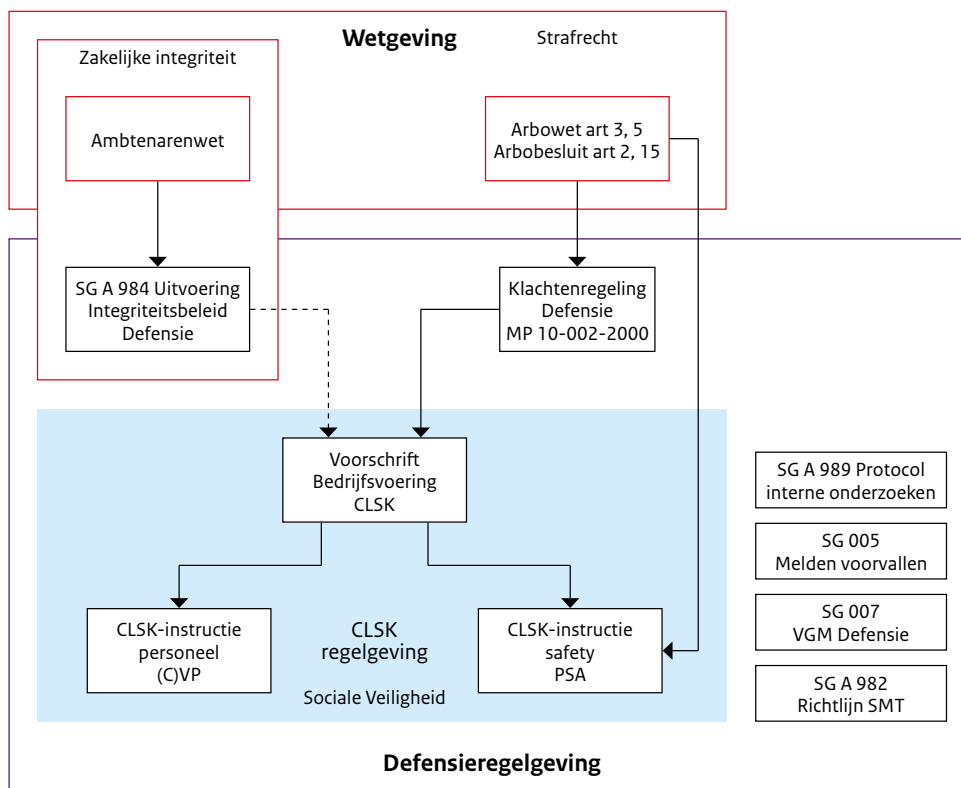 Wetgeving
Strafrecht
Zakelijke integriteit
Ambtenarenwet
Arbowet art 3, 5
Arbobesluit art 2, 15
SG A 984 Uitvoering
Integriteitsbeleid
Defensie
Klachtenregeling
Defensie
MP 10-002-2000
Voorschrift
Bedrijfsvoering
CLSK
SG A 989 Protocol
interne onderzoeken
SG 005
Melden voorvallen
SG 007
VGM Defensie
SG A 982
Richtlijn SMT
CLSK-instructie
personeel
(C)VP
CLSK
regelgeving
Sociale Veiligheid
CLSK-instructie
safety
PSA
Defensieregelgeving